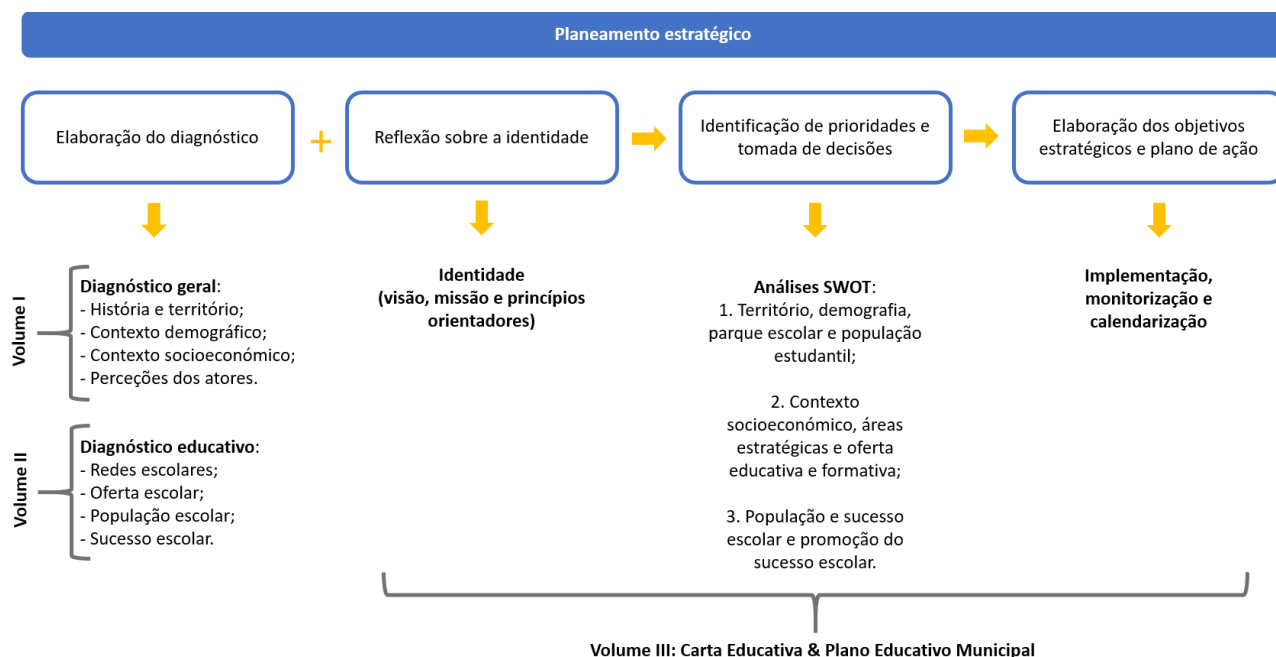 Planeamento estratégico
Elaboração do diagnóstico
+
Reflexão sobre a identidade
Identificação de prioridades e
tomada de decisões
Elaboração dos objetivos
estratégicos e plano de ação
Volume I
Diagnóstico geral:
- História e território;
- Contexto demográfico;
- Contexto socioeconómico;
- Perceções dos atores.
Volume II
Diagnóstico educativo:
- Redes escolares;
- Oferta escolar;
- População escolar;
- Sucesso escolar.
Identidade
(visão, missão e princípios
orientadores)
Análises SWOT:
1. Território, demografia,
parque escolar e população
estudantil;
2. Contexto
socioeconómico, áreas
estratégicas e oferta
educativa e formativa;
3. População e sucesso
escolar e promoção do
sucesso escolar.
Implementação,
monitorização e
calendarização
Volume III: Carta Educativa & Plano Educativo Municipal